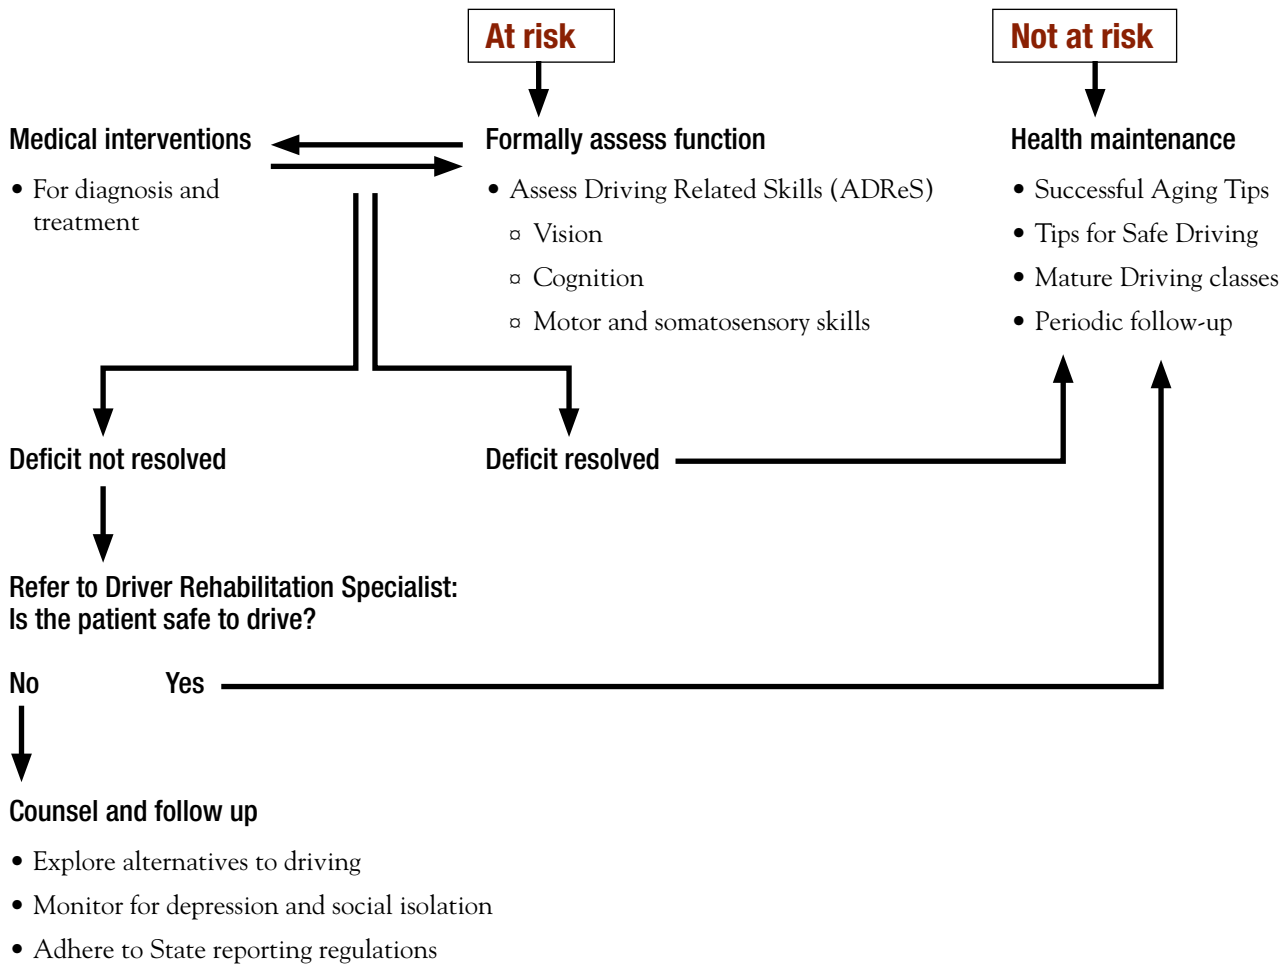 At risk
Not at risk
Medical interventions
• For diagnosis and
treatment
Formally assess function
• Assess Driving Related Skills (ADReS)
¤ Vision
¤ Cognition
¤ Motor and somatosensory skills
Health maintenance
• Successful Aging Tips
• Tips for Safe Driving
• Mature Driving classes
• Periodic follow-up
Deficit not resolved
Deficit resolved
Refer to Driver Rehabilitation Specialist:
Is the patient safe to drive?
No
Yes
Counsel and follow up
• Explore alternatives to driving
• Monitor for depression and social isolation
• Adhere to State reporting regulations